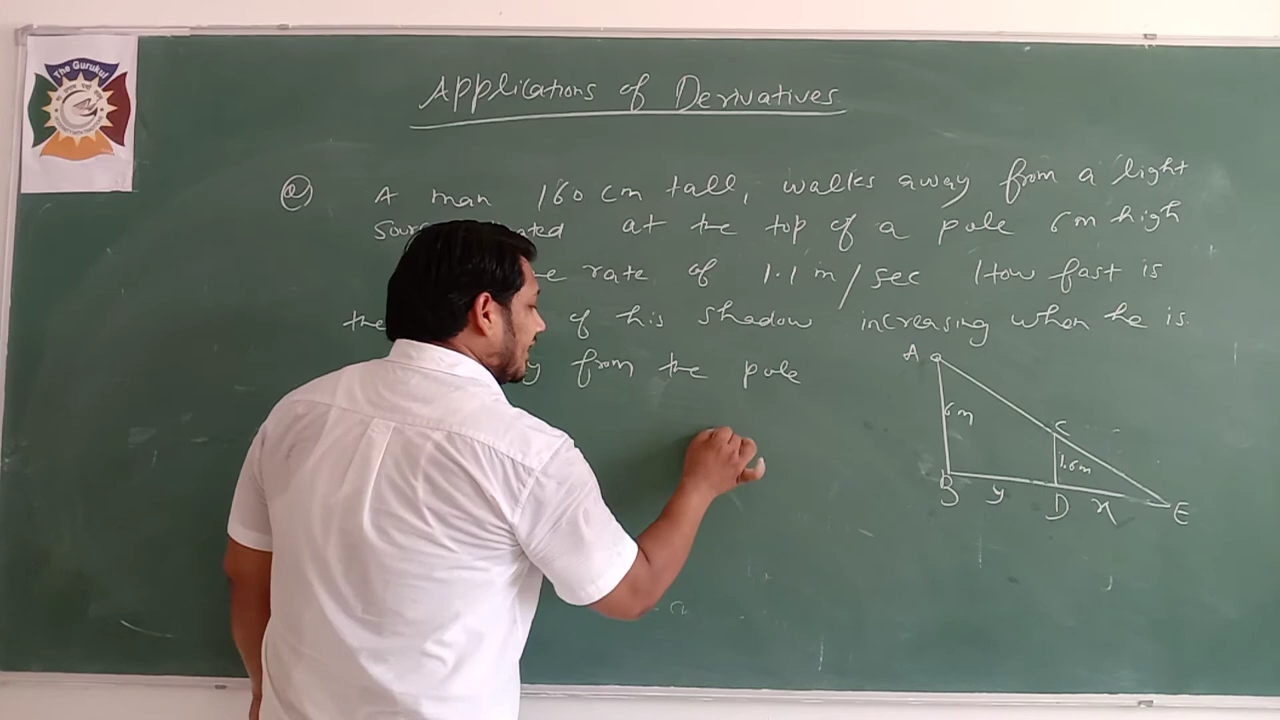 The Gurukul
Applications of Derivatives
Q A man 160 cm tall, walks away from a light
at the top of a pole 6m high
rate of 1.1 m/sec How fast is
the of his shadow increasing when he is
from the pole
A
6m
C
1.6m
B y D x E